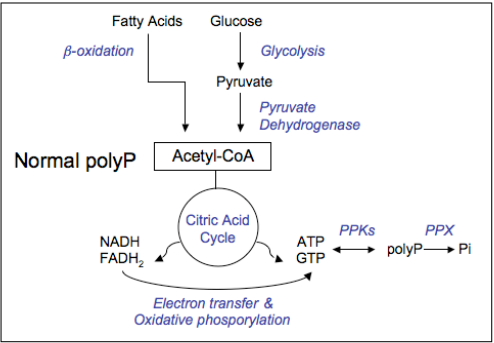 Fatty Acids Glucose
β-oxidation Glycolysis
Pyruvate
Pyruvate
Dehydrogenase
Normal polyP Acetyl-CoA
Citric Acid
Cycle
NADH
FADH2
ATP
GTP
PPKs
polyP
PPX
Pi
Electron transfer &
Oxidative phosporylation